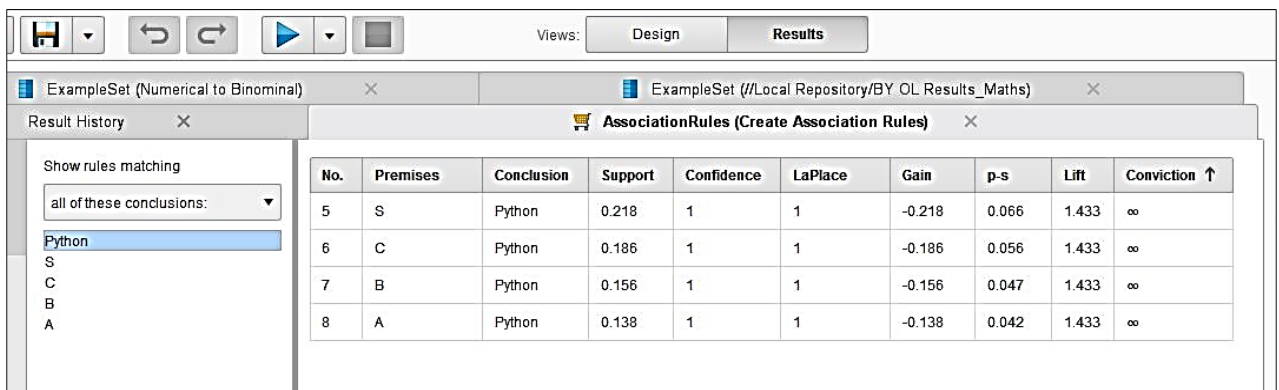 Views: Design Results
ExampleSet (Numerical to Binominal) ExampleSet (//Local Repository/BY OL Results_Maths)
Result History AssociationRules (Create Association Rules)
Show rules matching
all of these conclusions:
Python
S
C
B
A
No. Premises Conclusion Support Confidence LaPlace Gain p-s Lift Conviction ↑
5 S Python 0.218 1 1 -0.218 0.066 1.433 ∞
6 C Python 0.186 1 1 -0.186 0.056 1.433 ∞
7 B Python 0.156 1 1 -0.156 0.047 1.433 ∞
8 A Python 0.138 1 1 -0.138 0.042 1.433 ∞